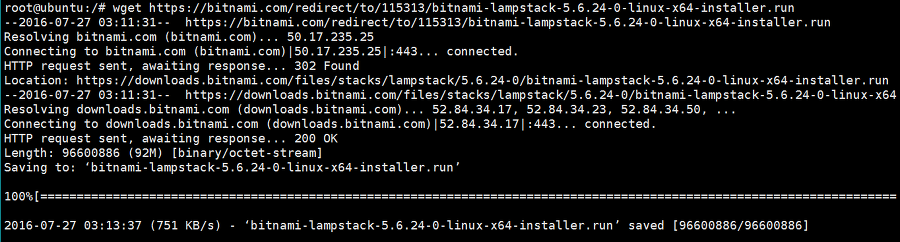 root@ubuntu:/# wget https://bitnami.com/redirect/to/115313/bitnami-lampstack-5.6.24-0-linux-x64-installer.run
--2016-07-27 03:11:31--  https://bitnami.com/redirect/to/115313/bitnami-lampstack-5.6.24-0-linux-x64-installer.run
Resolving bitnami.com (bitnami.com)... 50.17.235.25
Connecting to bitnami.com (bitnami.com)|50.17.235.25|:443... connected.
HTTP request sent, awaiting response... 302 Found
Location: https://downloads.bitnami.com/files/stacks/lampstack/5.6.24-0/bitnami-lampstack-5.6.24-0-linux-x64-installer.run
--2016-07-27 03:11:31--  https://downloads.bitnami.com/files/stacks/lampstack/5.6.24-0/bitnami-lampstack-5.6.24-0-linux-x64
Resolving downloads.bitnami.com (downloads.bitnami.com)... 52.84.34.17, 52.84.34.23, 52.84.34.50, ...
Connecting to downloads.bitnami.com (downloads.bitnami.com)|52.84.34.17|:443... connected.
HTTP request sent, awaiting response... 200 OK
Length: 96600886 (92M) [binary/octet-stream]
Saving to: ‘bitnami-lampstack-5.6.24-0-linux-x64-installer.run’
100%[======================================================================================================================
2016-07-27 03:13:37 (751 KB/s) - ‘bitnami-lampstack-5.6.24-0-linux-x64-installer.run’ saved [96600886/96600886]